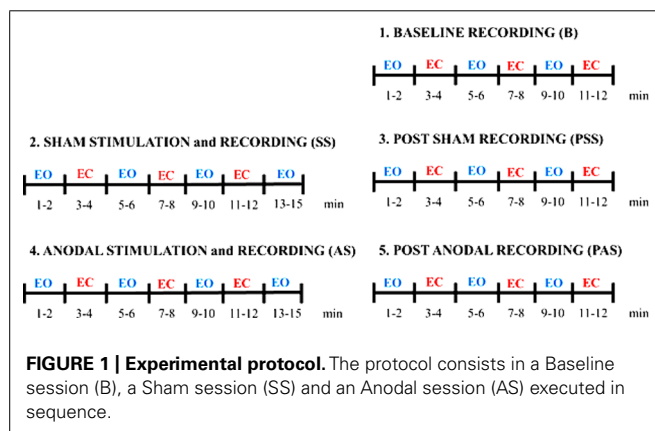 1. BASELINE RECORDING (B)
EO EC EO EC EO EC
1-2 3-4 5-6 7-8 9-10 11-12 min
2. SHAM STIMULATION and RECORDING (SS)
EO EC EO EC EO EC EO
1-2 3-4 5-6 7-8 9-10 11-12 13-15 min
3. POST SHAM RECORDING (PSS)
EO EC EO EC EO EC
1-2 3-4 5-6 7-8 9-10 11-12 min
4. ANODAL STIMULATION and RECORDING (AS)
EO EC EO EC EO EC EO
1-2 3-4 5-6 7-8 9-10 11-12 13-15 min
5. POST ANODAL RECORDING (PAS)
EO EC EO EC EO EC
1-2 3-4 5-6 7-8 9-10 11-12 min
FIGURE 1 | Experimental protocol. The protocol consists in a Baseline
session (B), a Sham session (SS) and an Anodal session (AS) executed in
sequence.